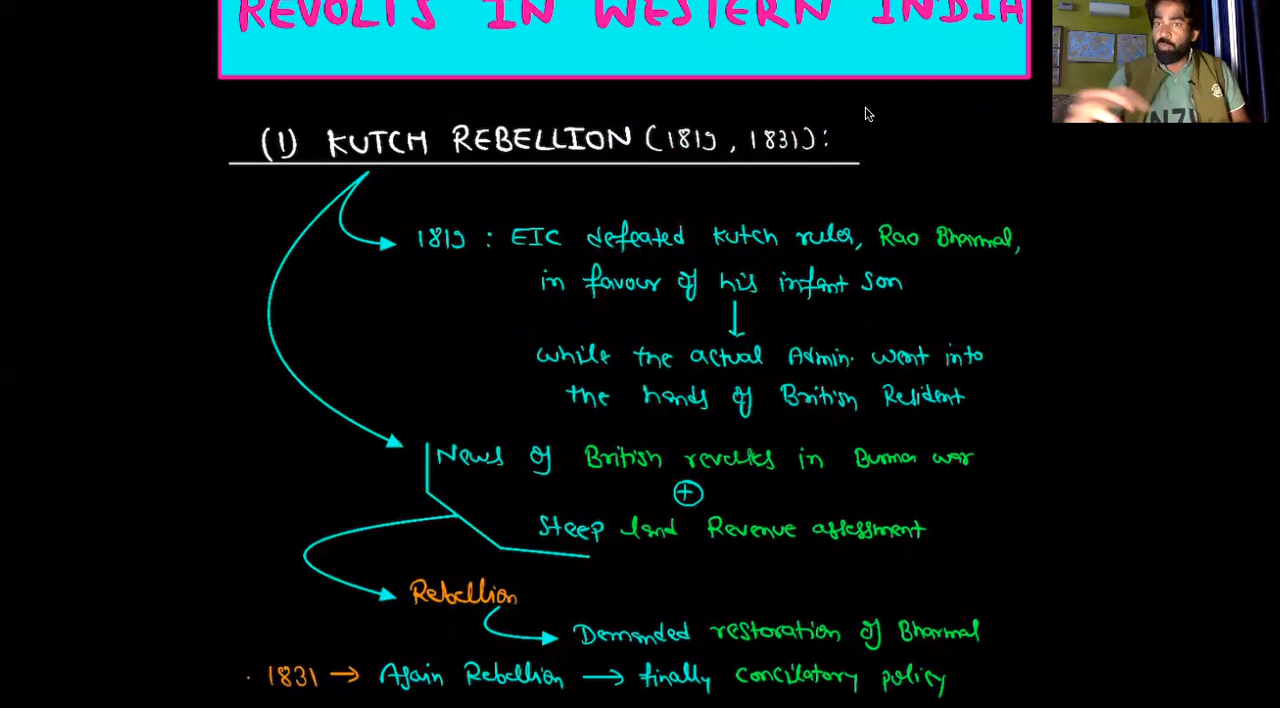 REVOLTS IN WESTERN INDIA
(1) KUTCH REBELLION (1819, 1831):
1819: EIC defeated Kutch ruler, Rao Bharmal,
in favour of his infant son
while the actual Admin. went into
the hands of British Resident
News of British reverses in Burma war
+
Steep land Revenue assessment
Rebellion
Demanded restoration of Bharmal
1831 → Again Rebellion → finally concilatory policy